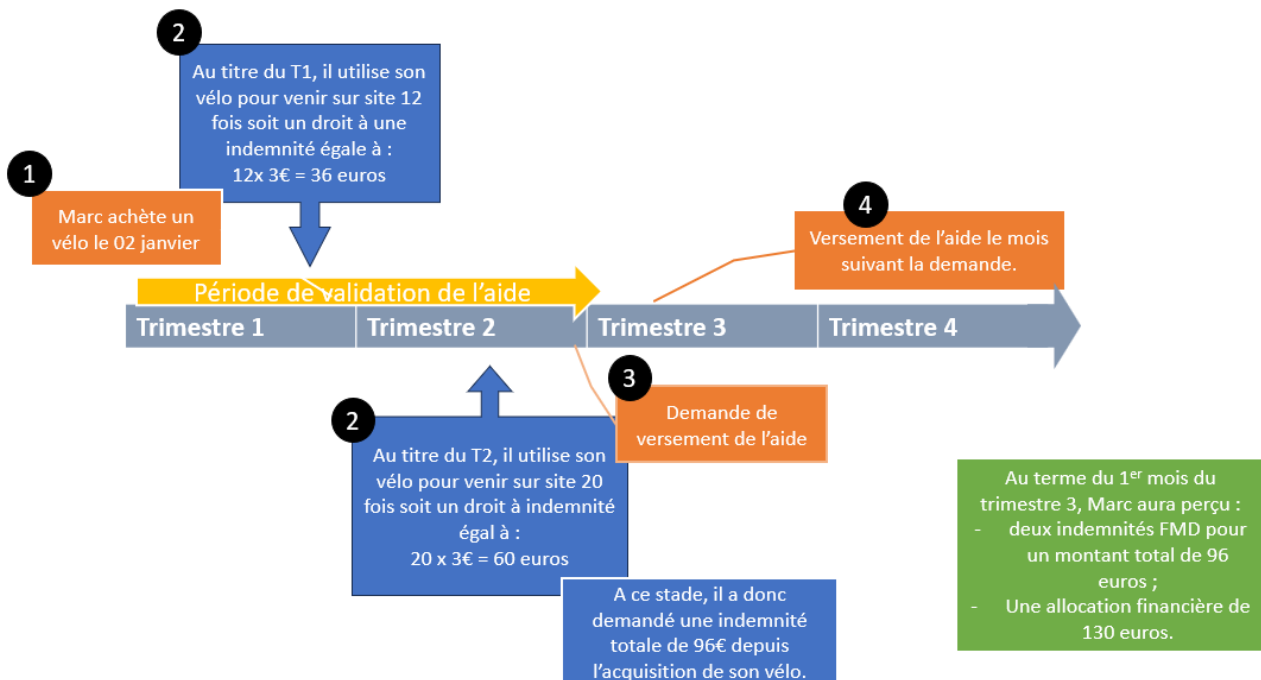 2
Au titre du T1, il utilise son
vélo pour venir sur site 12
fois soit un droit à une
indemnité égale à :
12x 3€ = 36 euros
1
Marc achète un
vélo le 02 janvier
4
Versement de l’aide le mois
suivant la demande.
Période de validation de l’aide
Trimestre 1
Trimestre 2
Trimestre 3
Trimestre 4
3
Demande de
versement de l’aide
2
Au titre du T2, il utilise son
vélo pour venir sur site 20
fois soit un droit à indemnité
égal à :
20 x 3€ = 60 euros
A ce stade, il a donc
demandé une indemnité
totale de 96€ depuis
l’acquisition de son vélo.
Au terme du 1er mois du
trimestre 3, Marc aura perçu :
- deux indemnités FMD pour
un montant total de 96
euros ;
- Une allocation financière de
130 euros.